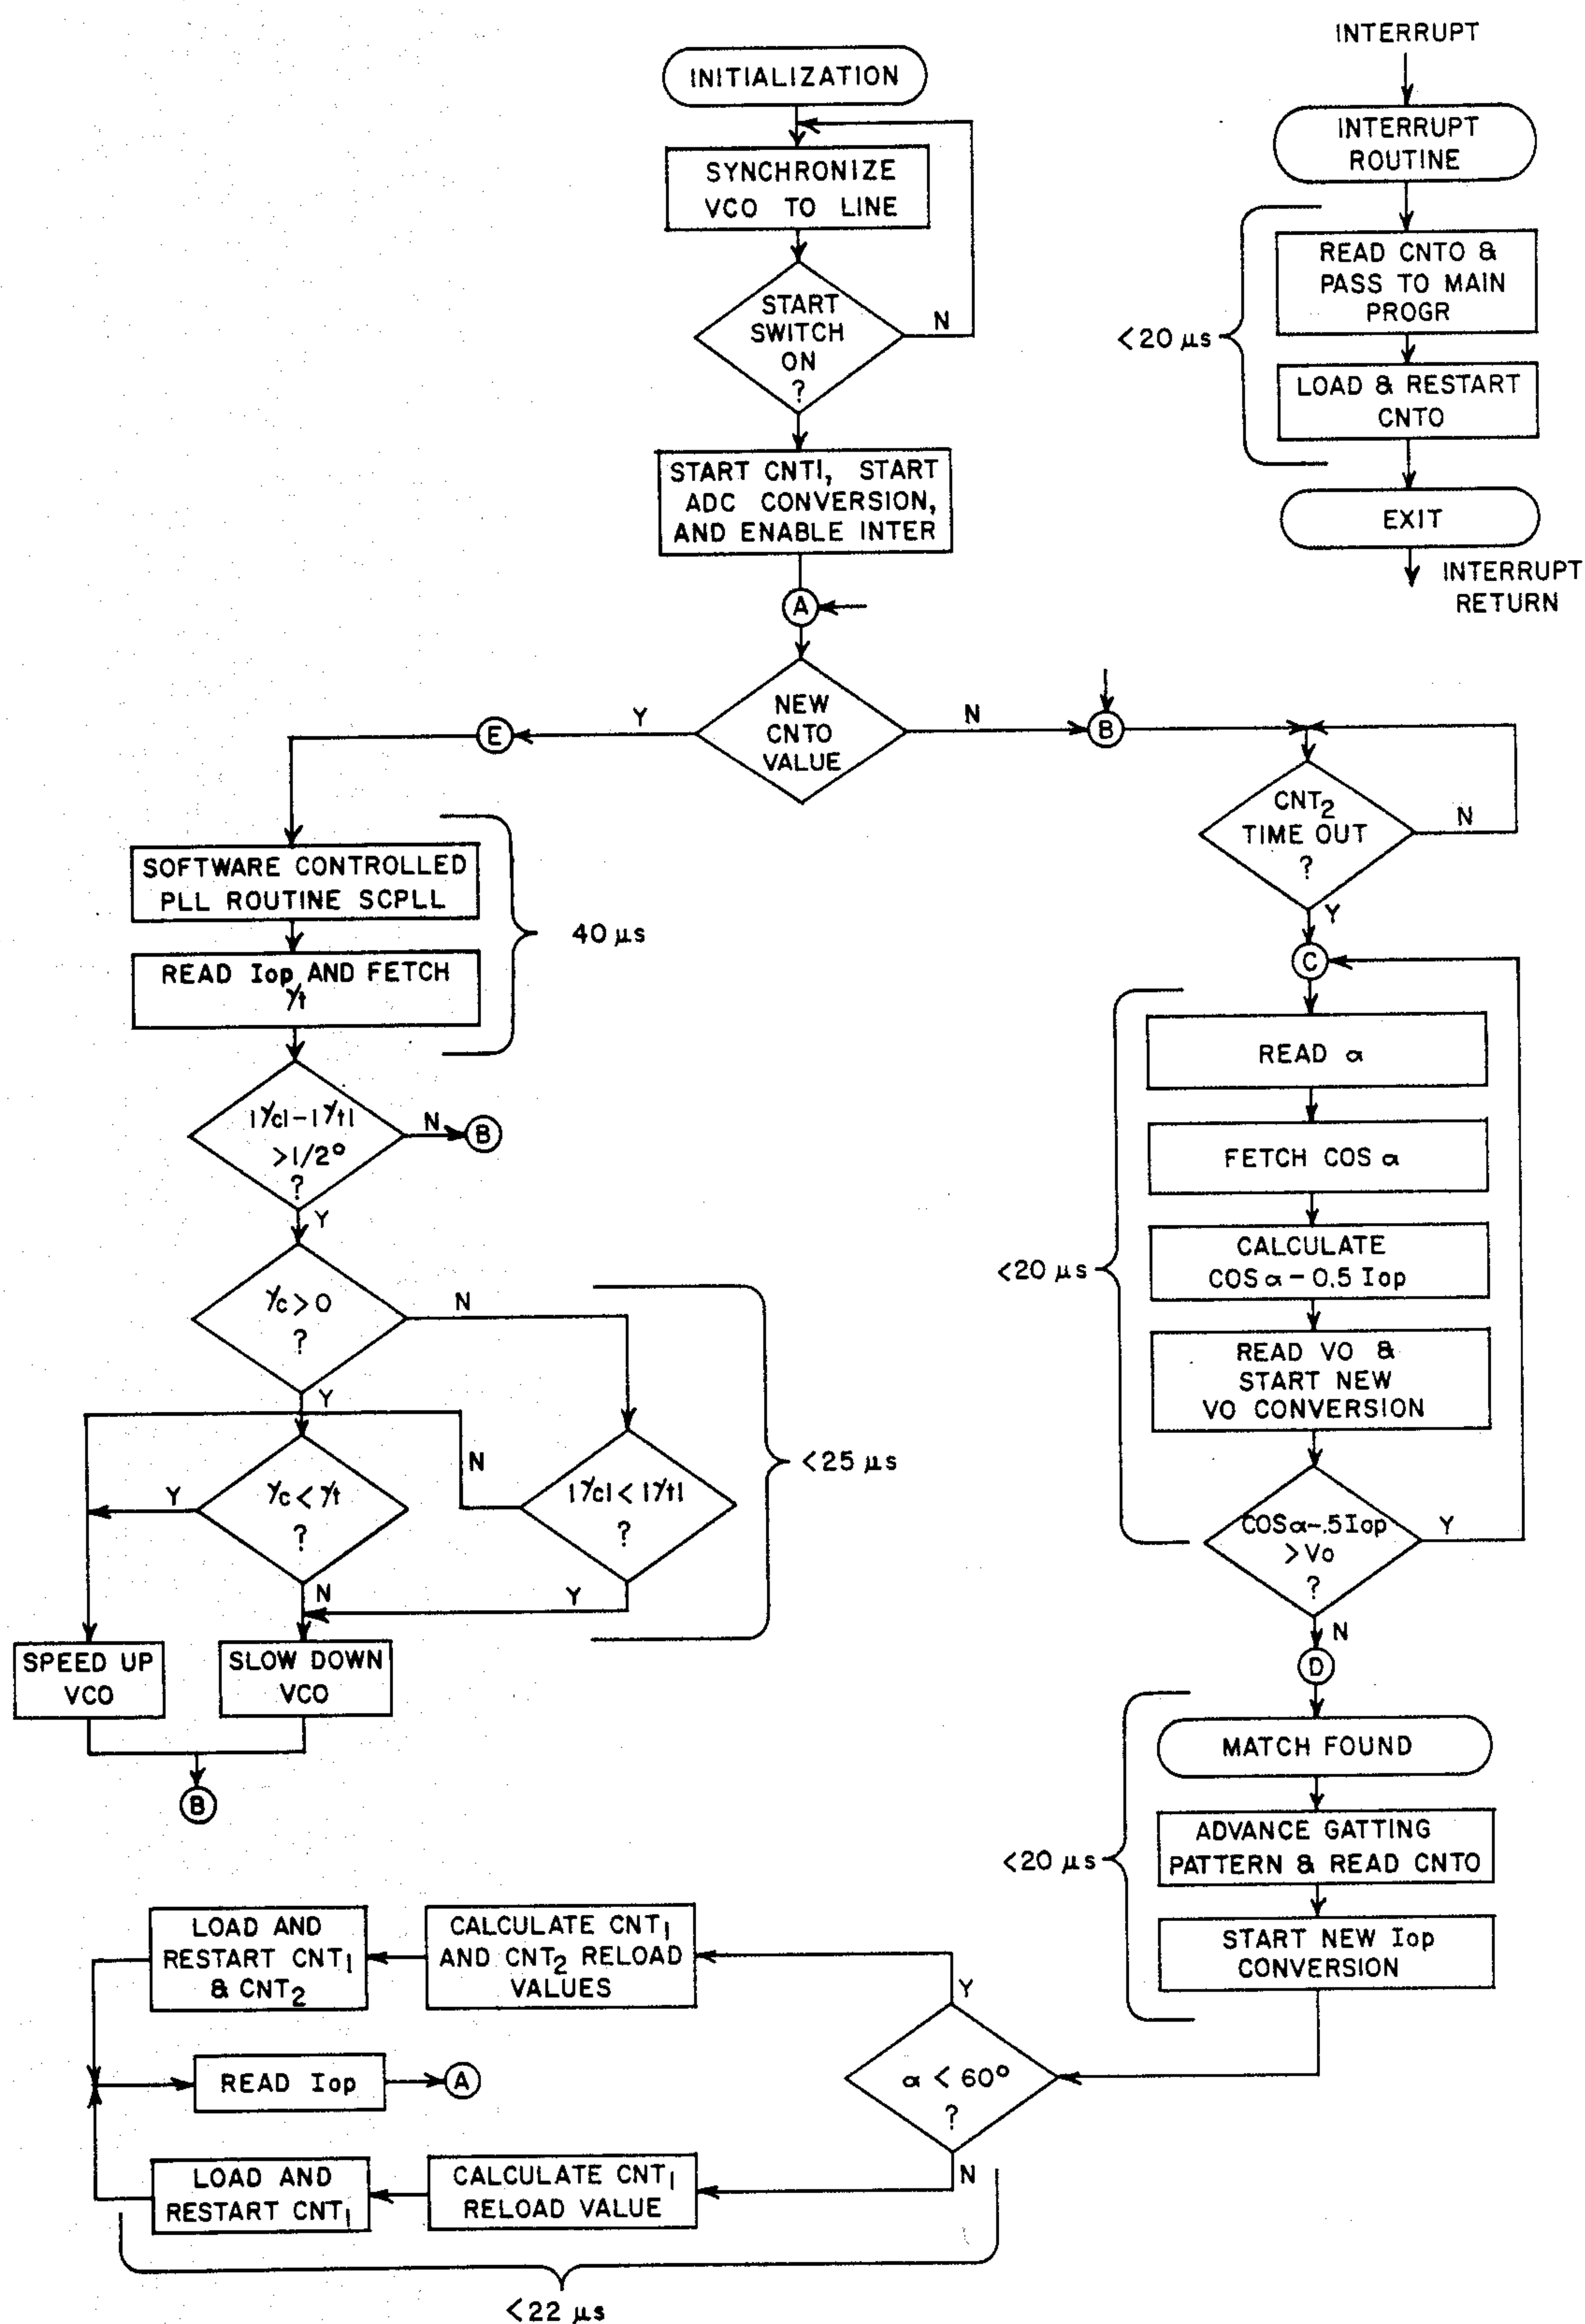 INITIALIZATION
SYNCHRONIZE
VCO TO LINE
START
SWITCH
ON
?
N
START CNT1, START
ADC CONVERSION,
AND ENABLE INTER
A
NEW
CNTO
VALUE
Y
N
E
B
INTERRUPT
INTERRUPT
ROUTINE
READ CNTO &
PASS TO MAIN
PROGR
LOAD & RESTART
CNTO
<20 μs
EXIT
INTERRUPT
RETURN
SOFTWARE CONTROLLED
PLL ROUTINE SCPLL
READ Iop AND FETCH
γt
40 μs
|γc|-|γt|
>1/2°
?
N
B
Y
γc>0
?
N
Y
γc<γt
?
Y
N
|γc|<|γt|
?
N
Y
<25 μs
SPEED UP
VCO
SLOW DOWN
VCO
B
CNT2
TIME OUT
?
N
Y
C
READ α
FETCH COS α
CALCULATE
COS α - 0.5 Iop
READ VO &
START NEW
VO CONVERSION
<20 μs
COSα-.5Iop
>Vo
?
Y
N
D
MATCH FOUND
ADVANCE GATTING
PATTERN & READ CNTO
START NEW Iop
CONVERSION
<20 μs
α < 60°
?
Y
N
CALCULATE CNT1
AND CNT2 RELOAD
VALUES
LOAD AND
RESTART CNT1
& CNT2
READ Iop
A
CALCULATE CNT1
RELOAD VALUE
LOAD AND
RESTART CNT1
<22 μs